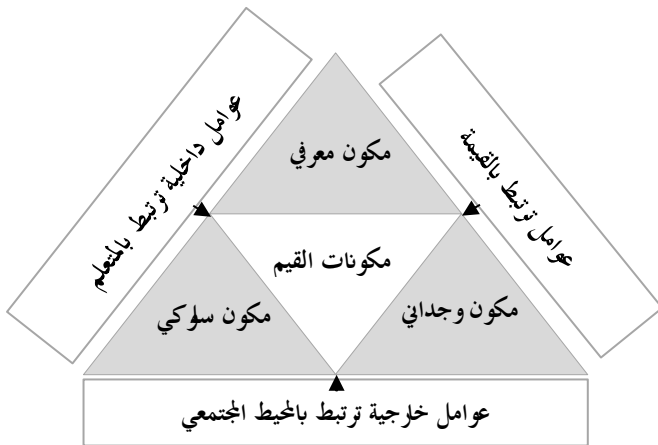 عوامل داخلية ترتبط بالمتعلم
عوامل ترتبط بالقيمة
مكون معرفي
مكونات القيم
مكون وجداني
مكون سلوكي
عوامل خارجية ترتبط بالمحيط المجتمعي